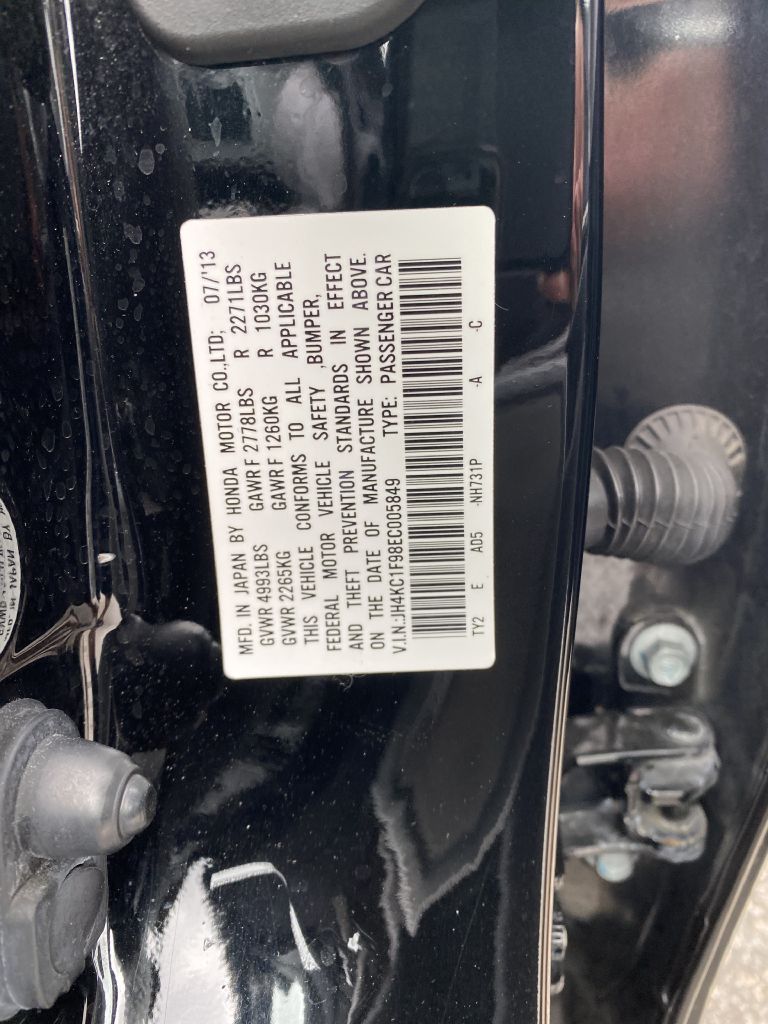 MFD. IN JAPAN BY HONDA MOTOR CO.,LTD; 07/'13
GVWR 4993LBS GAWR F 2778LBS R 2271LBS
GVWR 2265KG GAWR F 1260KG R 1030KG
THIS VEHICLE CONFORMS TO ALL APPLICABLE
FEDERAL MOTOR VEHICLE SAFETY ,BUMPER,
AND THEFT PREVENTION STANDARDS IN EFFECT
ON THE DATE OF MANUFACTURE SHOWN ABOVE.
V.I.N:JH4KC1F98EC005849 TYPE: PASSENGER CAR
TY2 E AD5 -NH731P -A -C